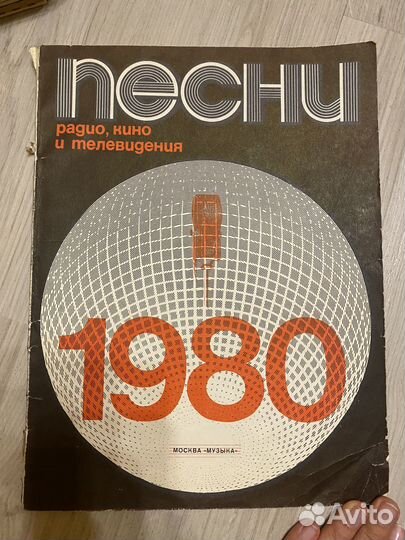 песни
радио, кино
и телевидения
1980
МОСКВА «МУЗЫКА»
Avito